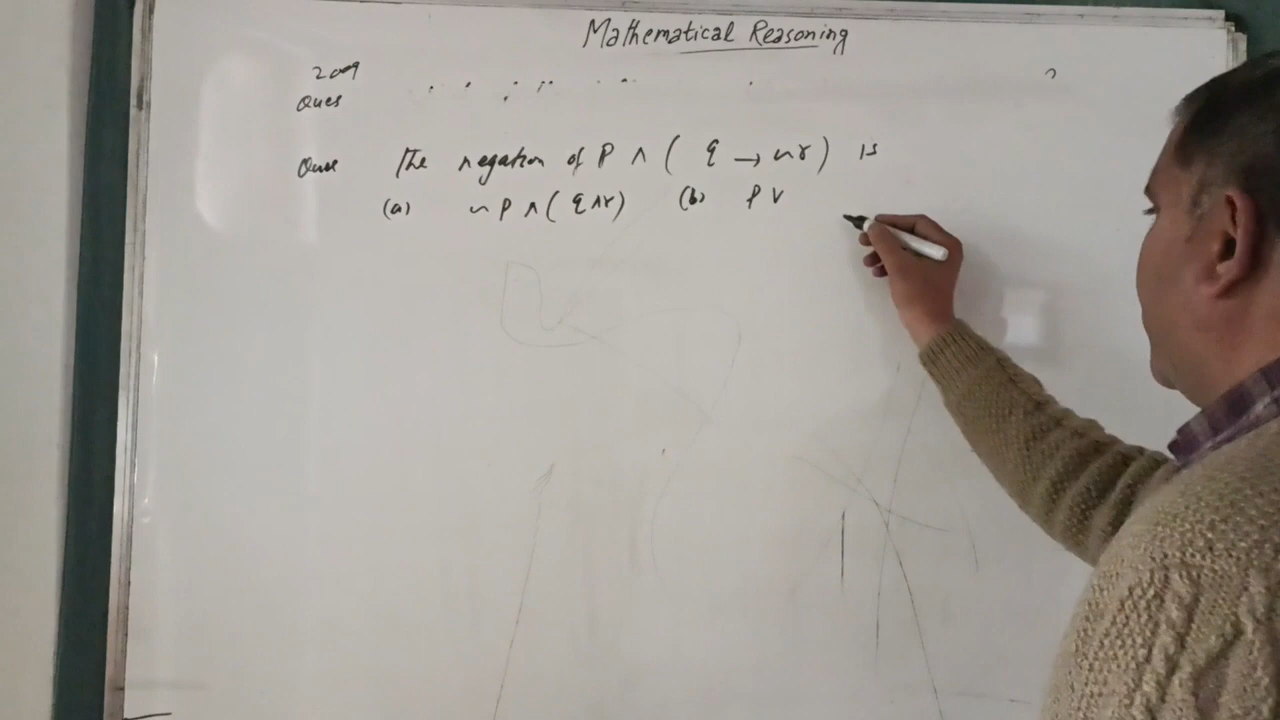 Mathematical Reasoning
2009
Ques
Ques The negation of P ∧ ( q → ~r) is
(a) ~P ∧ ( q ∧ r) (b) P ∨